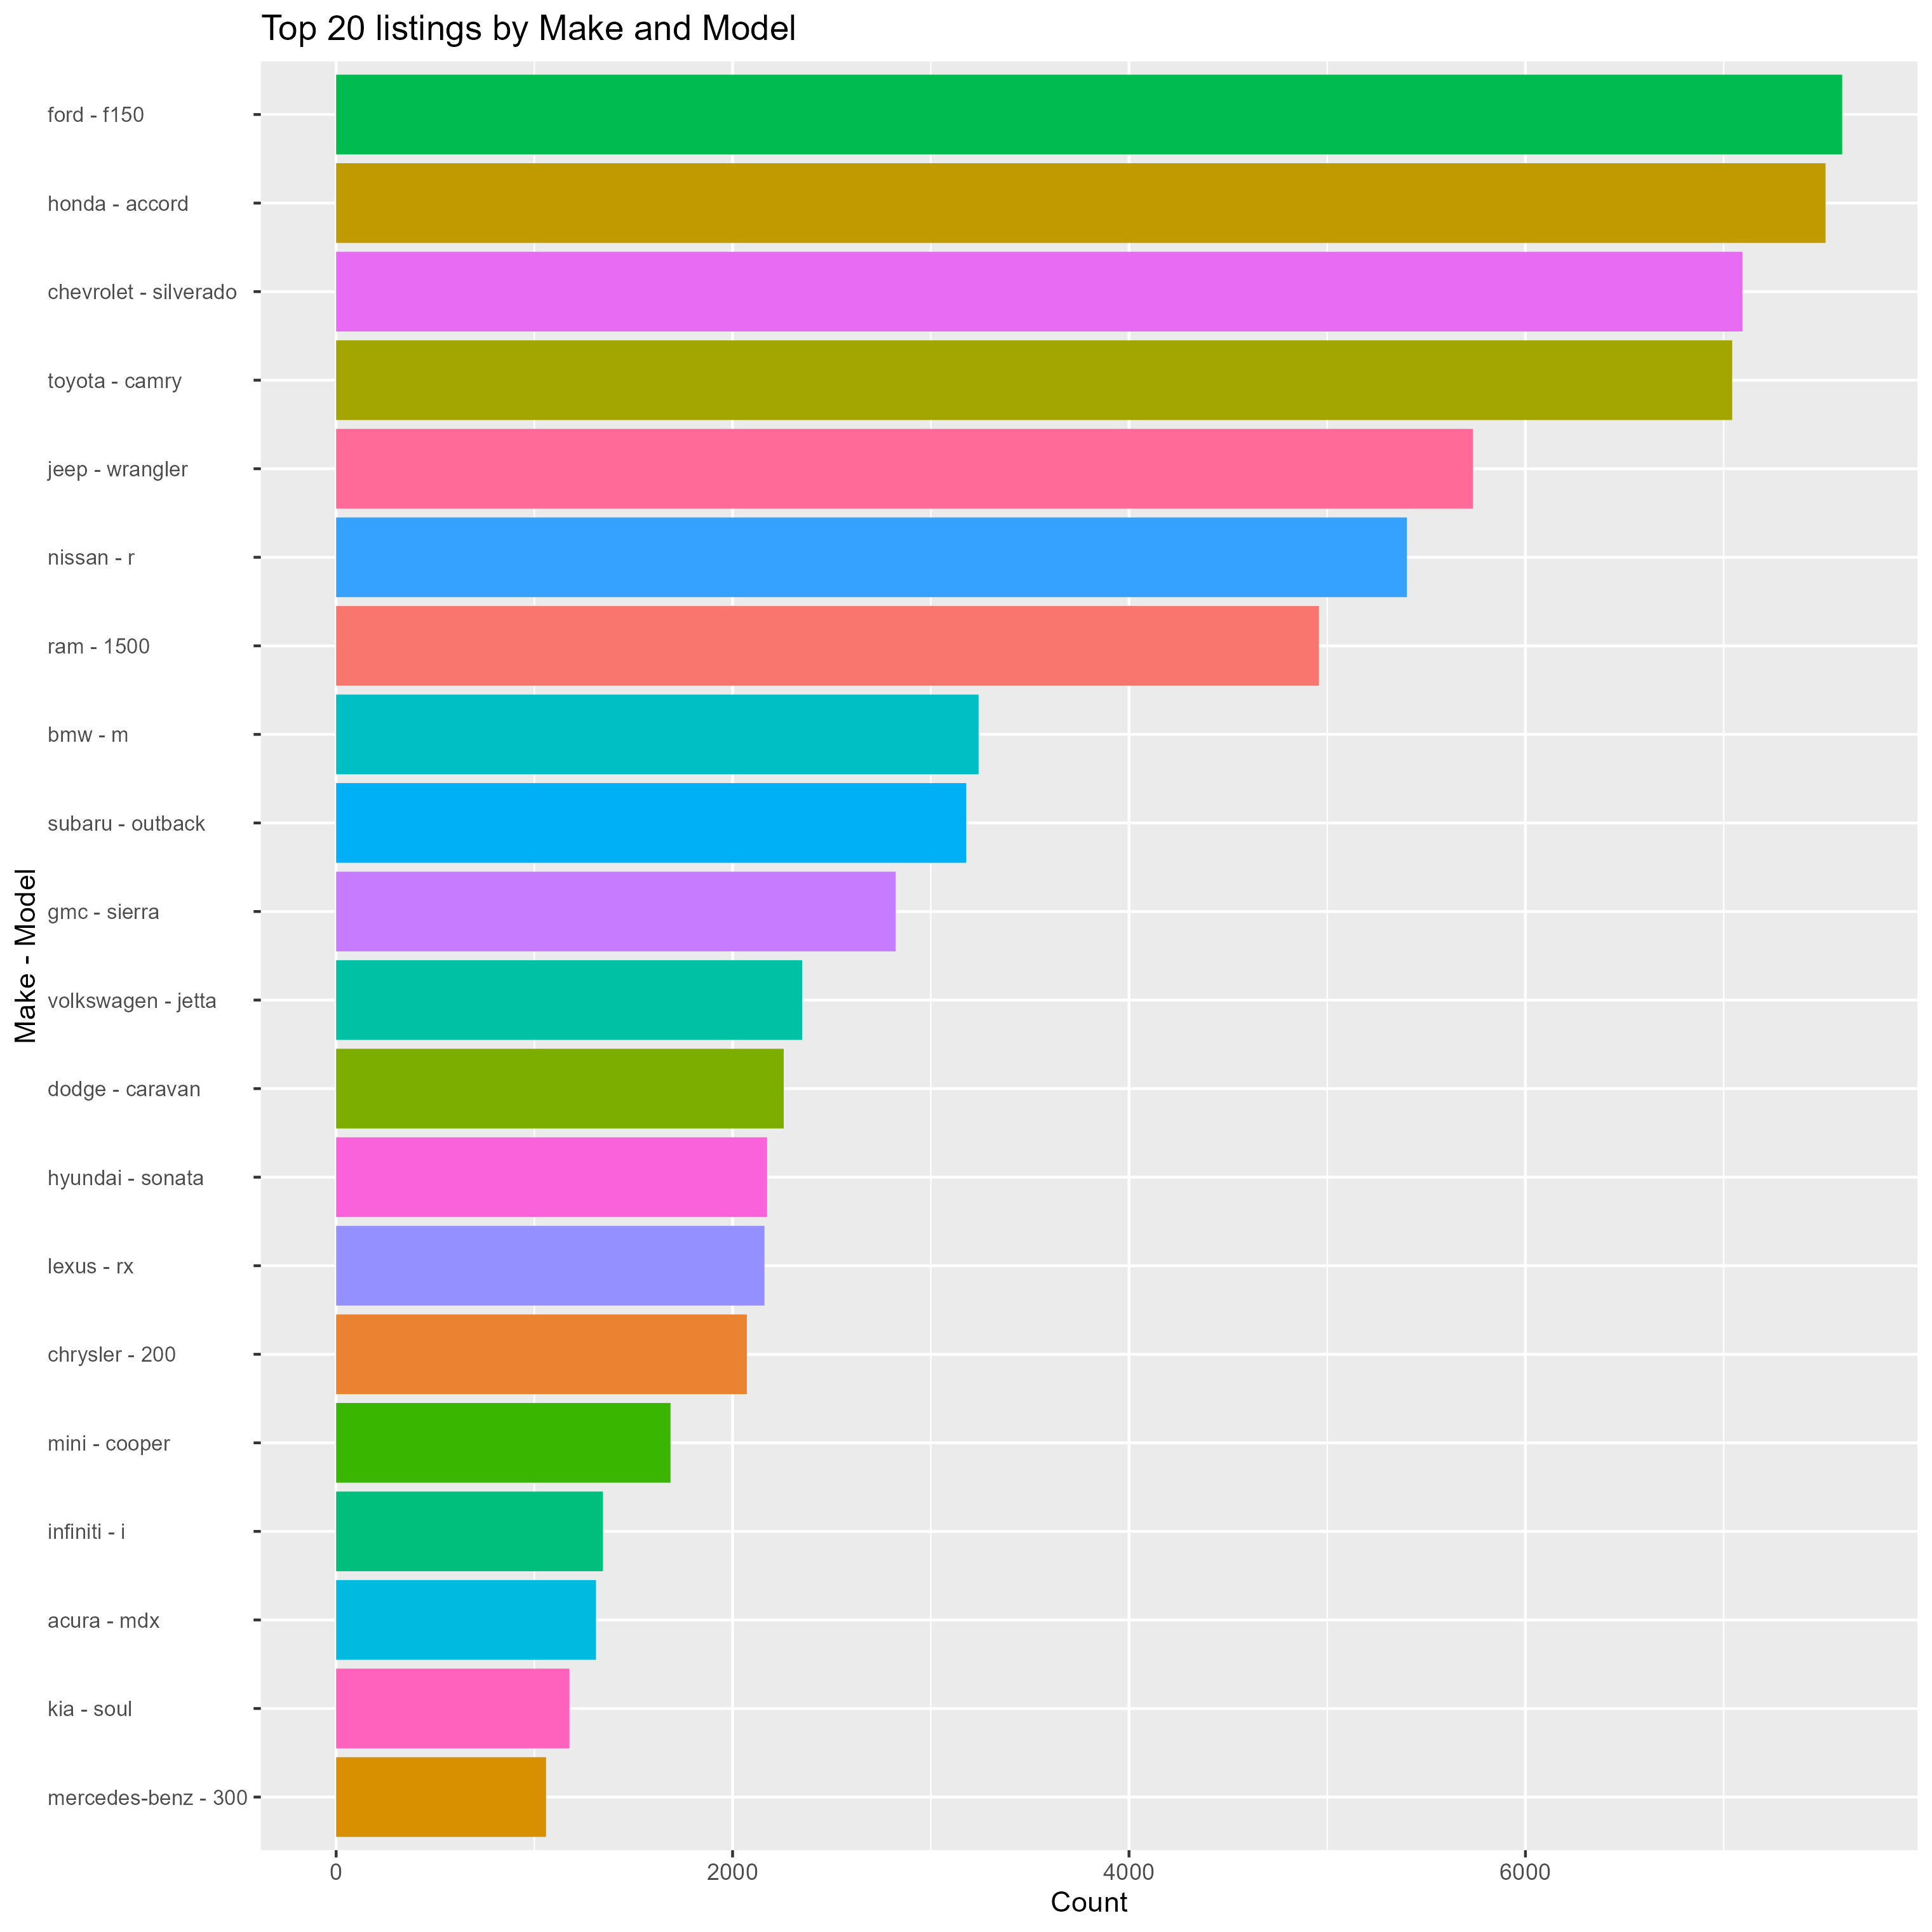 Top 20 listings by Make and Model
ford - f150
honda - accord
chevrolet - silverado
toyota - camry
jeep - wrangler
nissan - r
ram - 1500
bmw - m
subaru - outback
gmc - sierra
volkswagen - jetta
dodge - caravan
hyundai - sonata
lexus - rx
chrysler - 200
mini - cooper
infiniti - i
acura - mdx
kia - soul
mercedes-benz - 300
Make - Model
0 2000 4000 6000
Count